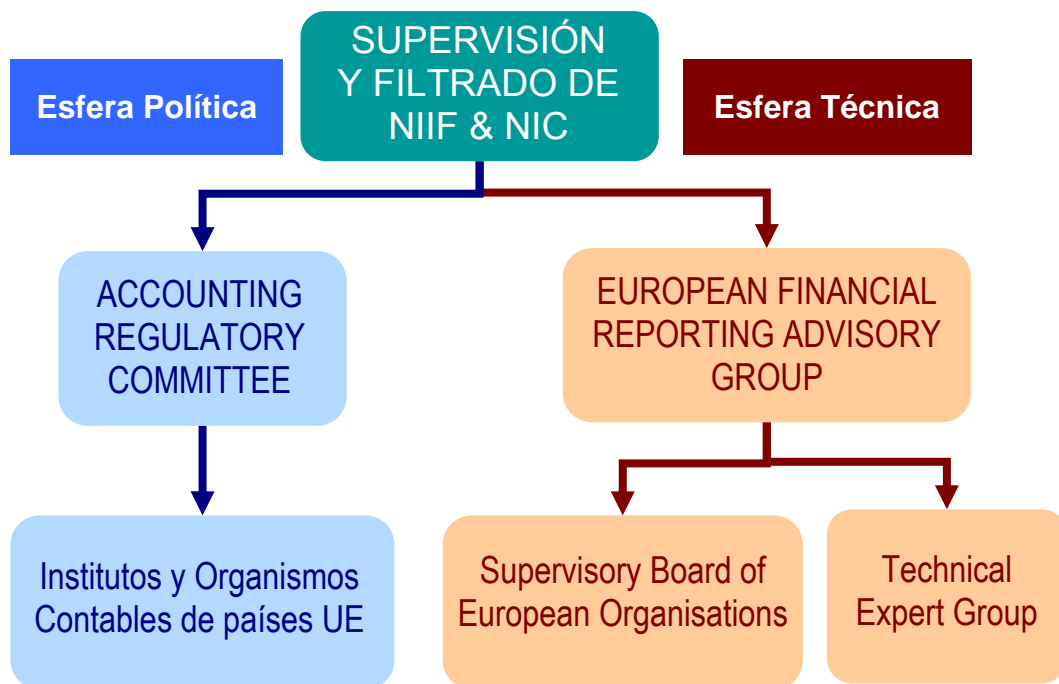 SUPERVISIÓN
Y FILTRADO DE
NIIF & NIC
Esfera Política
Esfera Técnica
ACCOUNTING
REGULATORY
COMMITTEE
EUROPEAN FINANCIAL
REPORTING ADVISORY
GROUP
Institutos y Organismos
Contables de países UE
Supervisory Board of
European Organisations
Technical
Expert Group